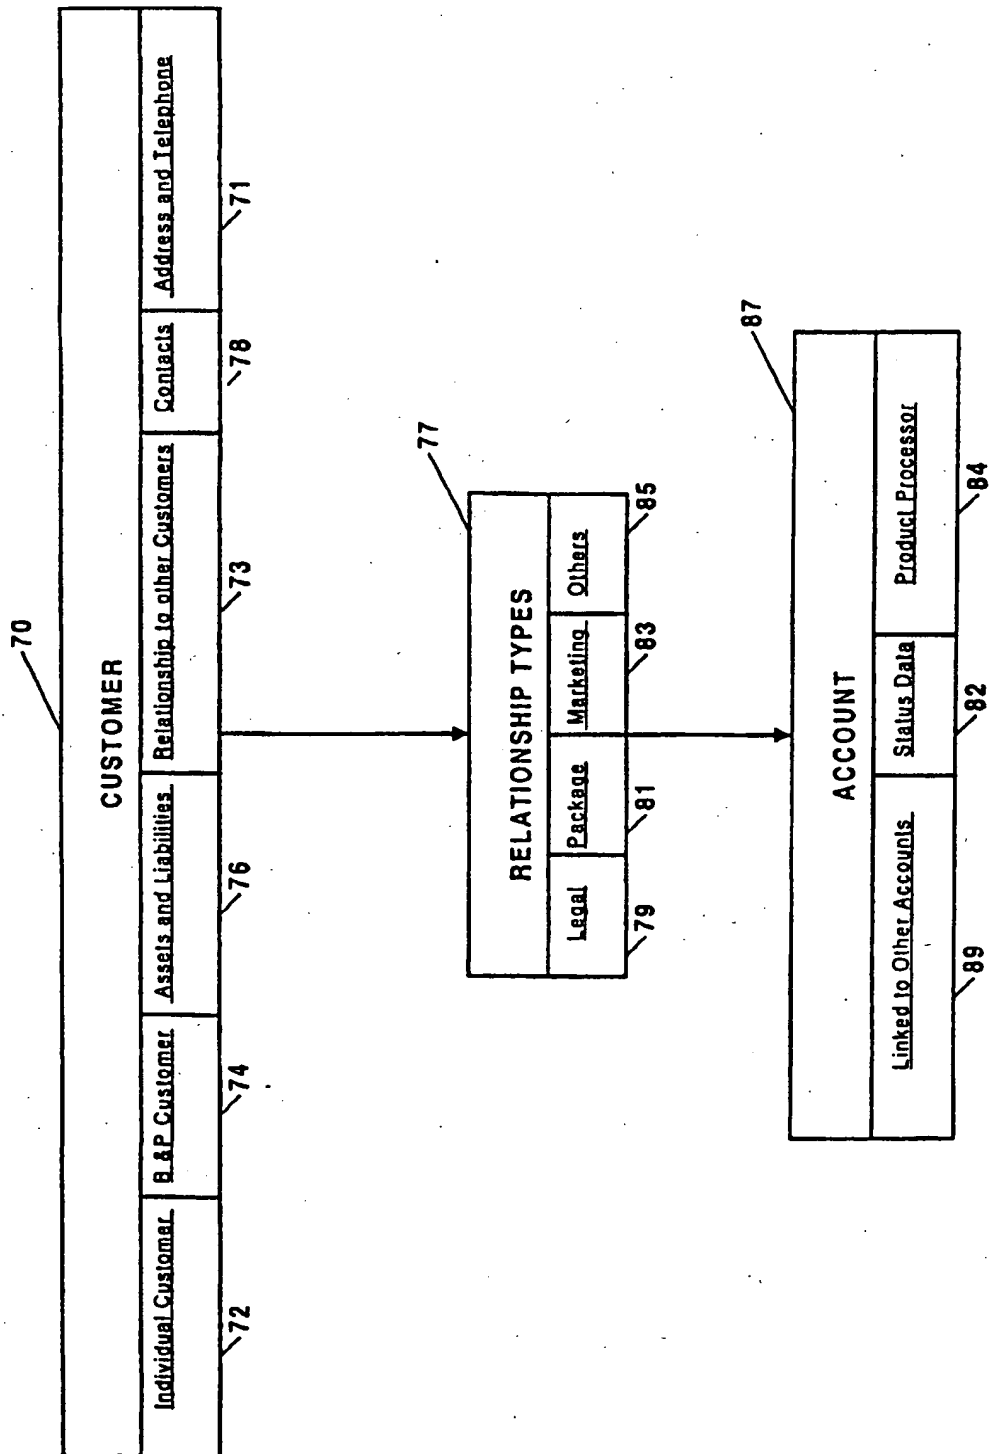 70
CUSTOMER
Individual Customer
B & P Customer
Assets and Liabilities
Relationship to other Customers
Contacts
Address and Telephone
72
74
76
73
78
71
77
RELATIONSHIP TYPES
Legal
Package
Marketing
Others
79
81
83
85
87
ACCOUNT
Linked to Other Accounts
Status Data
Product Processor
89
82
84